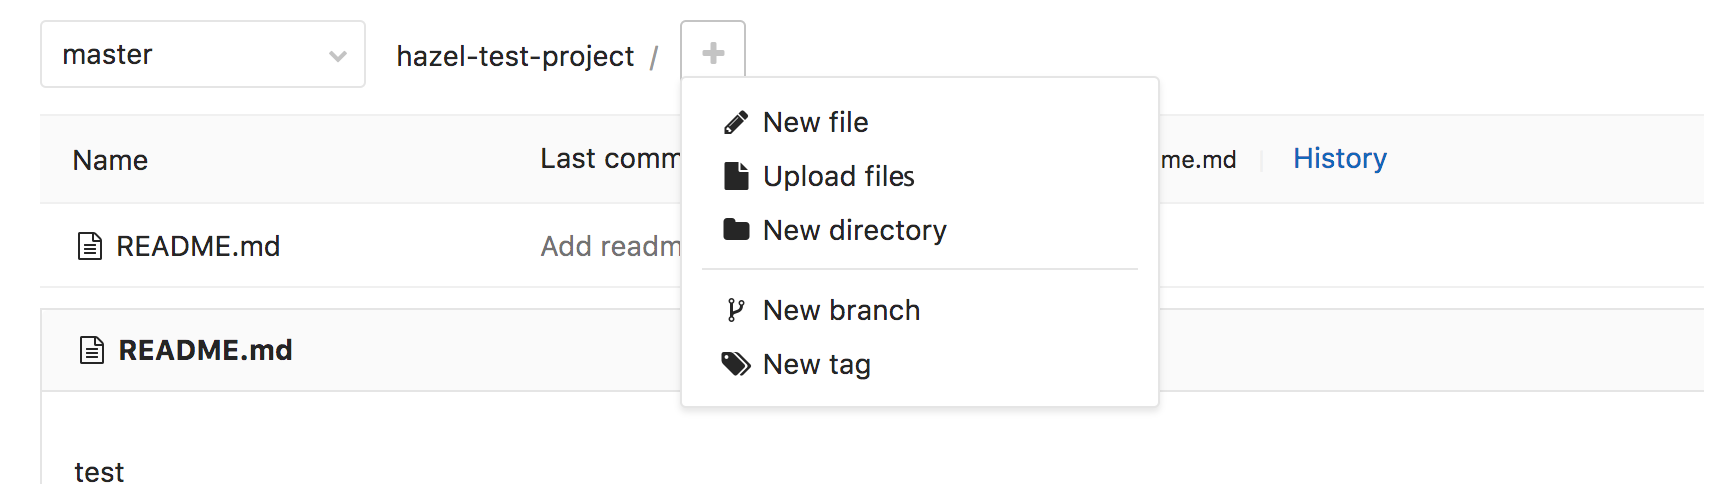 master
hazel-test-project /
New file
Name Last comm me.md History
Upload files
New directory
README.md Add readm
New branch
README.md
New tag
test